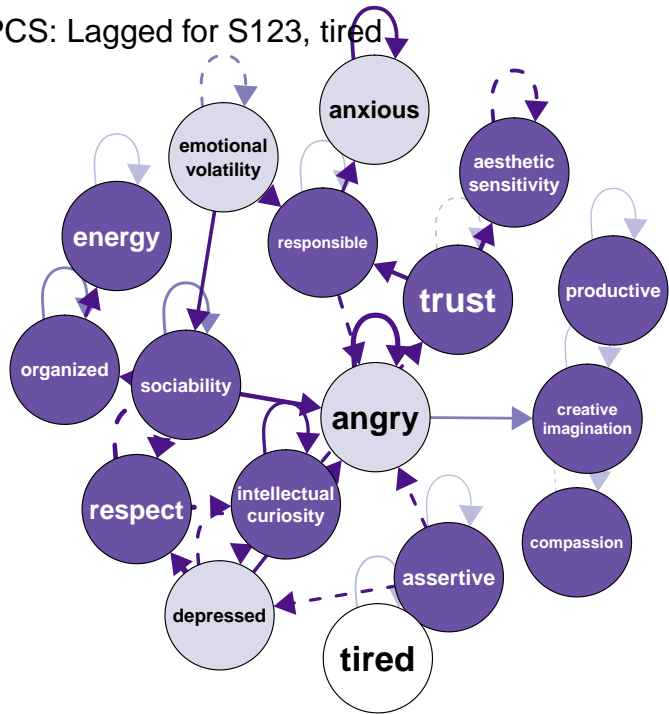 PCS: Lagged for S123, tired
anxious
emotional
volatility
aesthetic
sensitivity
energy
responsible
trust
productive
organized
sociability
angry
creative
imagination
respect
intellectual
curiosity
compassion
assertive
depressed
tired